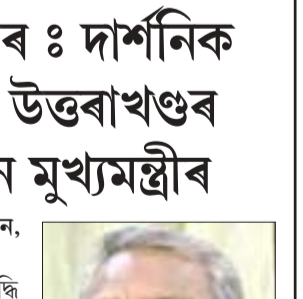 ৰ ঃ দাৰ্শনিক
উত্তৰাখণ্ডৰ
ন মুখ্যমন্ত্ৰীৰ
ন,
দ্ধি